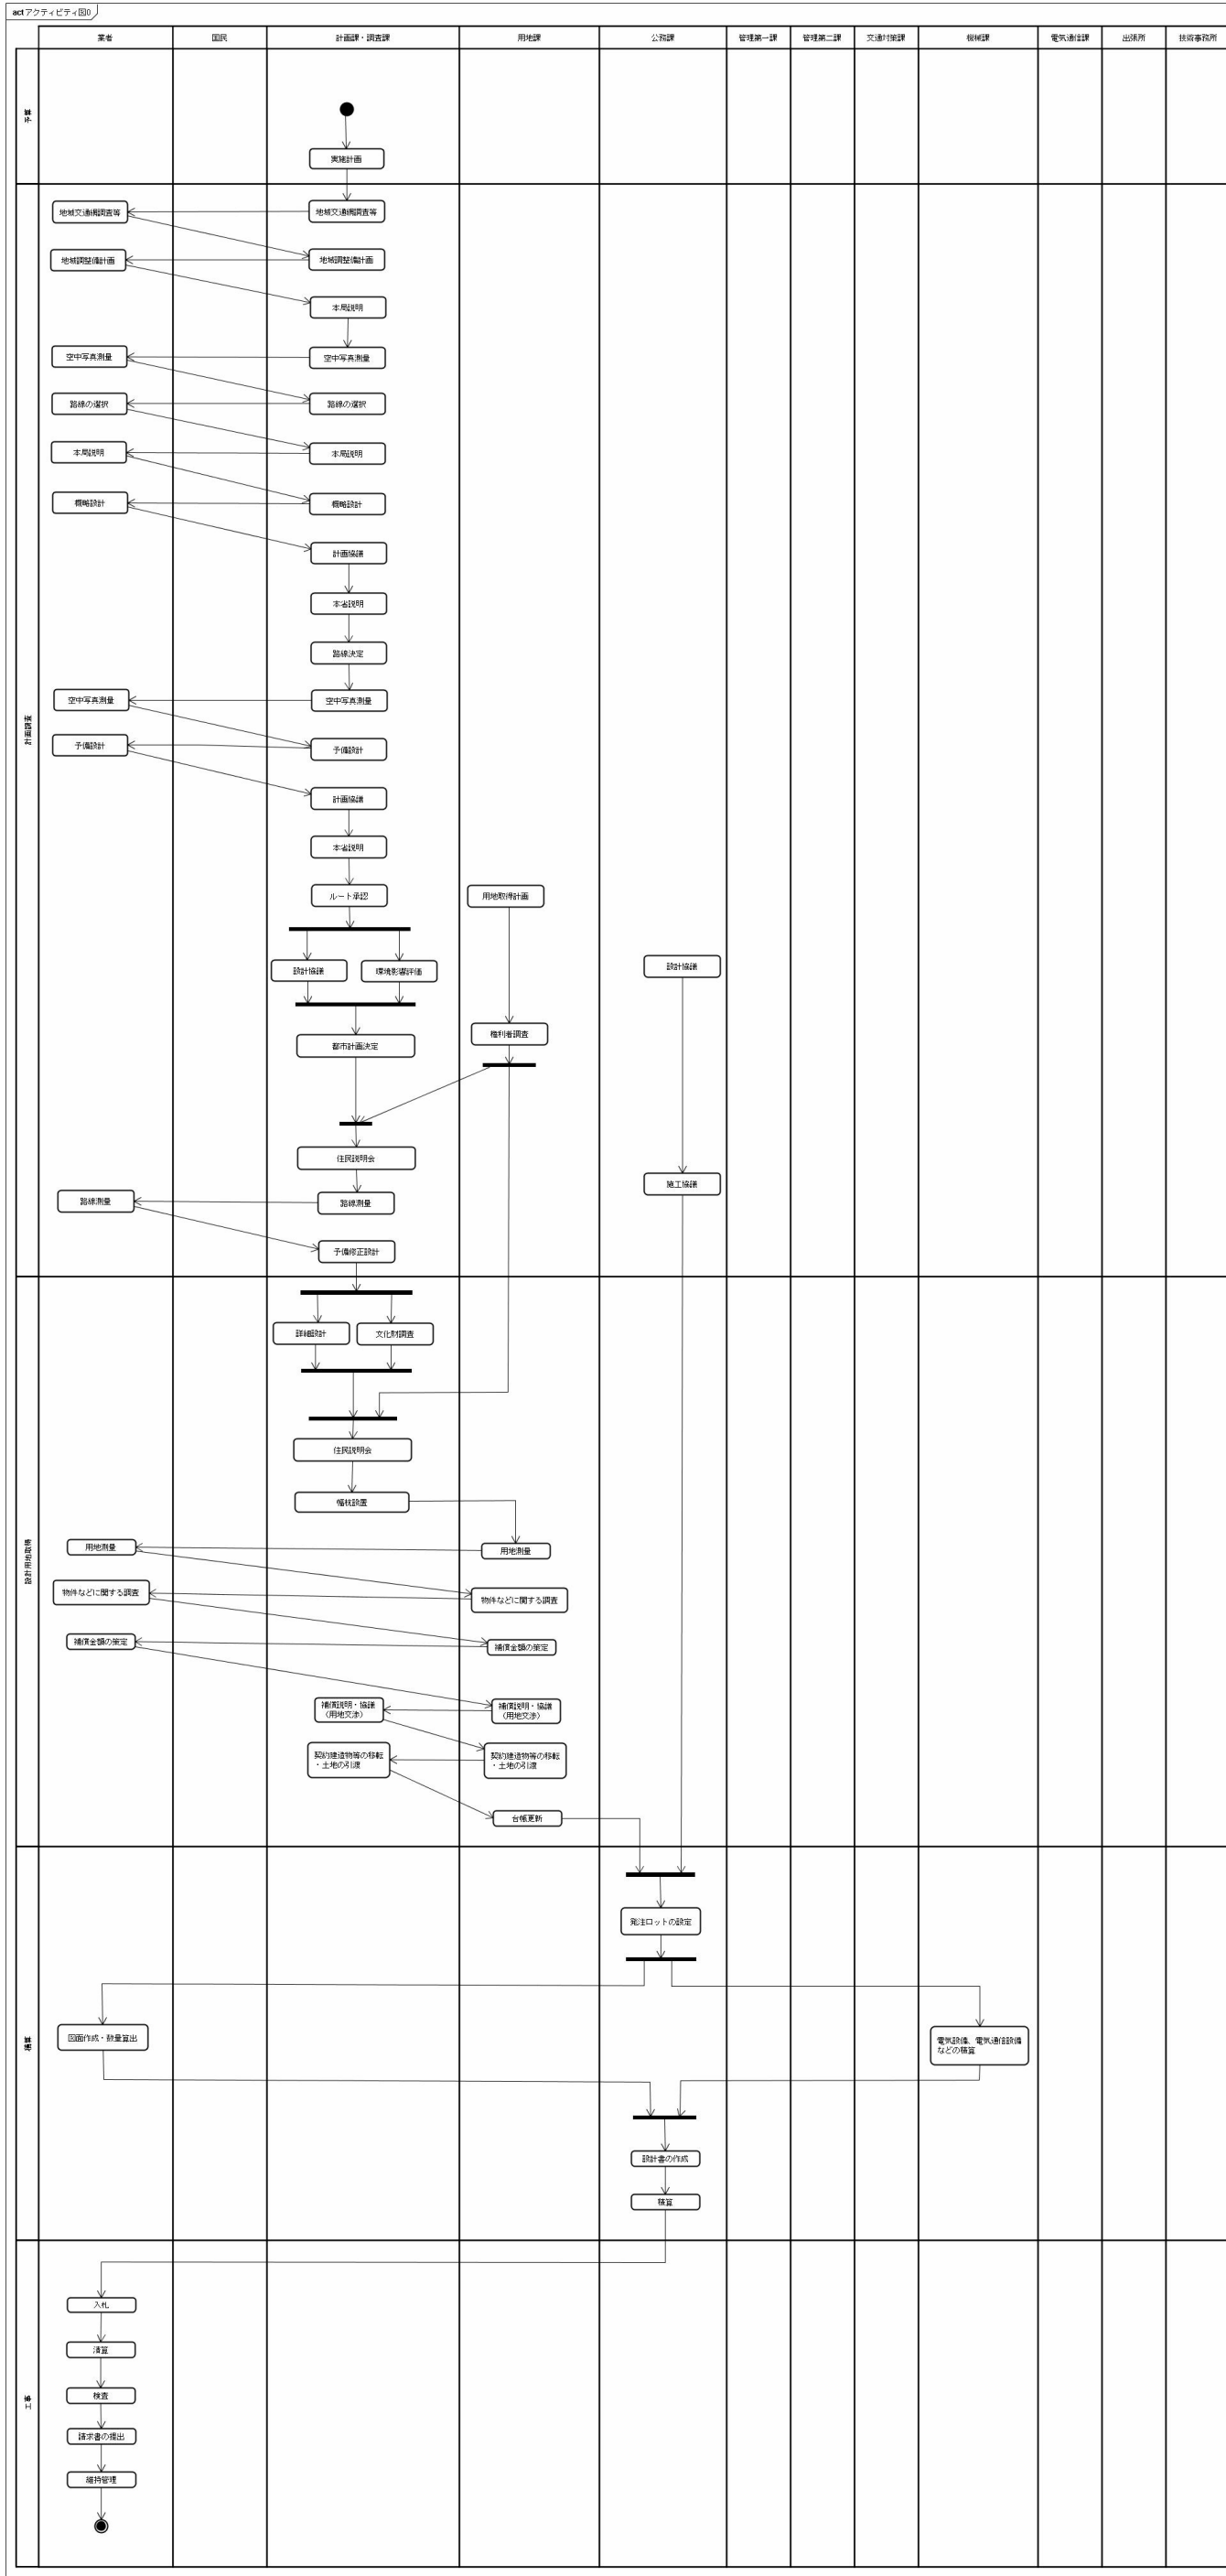 act アクティビティ図0
業者
国民
計画課・調査課
用地課
公務課
管理第一課
管理第二課
交通対策課
機械課
電気通信課
出張所
技術事務所
予算
実施計画
計画調査
地域交通網調査等
地域交通網調査等
地域調整備計画
地域調整備計画
本局説明
空中写真測量
空中写真測量
路線の選択
路線の選択
本局説明
本局説明
概略設計
概略設計
計画協議
本省説明
路線決定
空中写真測量
空中写真測量
予備設計
予備設計
計画協議
本省説明
ルート承認
用地取得計画
設計協議
環境影響評価
設計協議
都市計画決定
権利者調査
住民説明会
施工協議
路線測量
路線測量
予備修正設計
設計用地取得
詳細設計
文化財調査
住民説明会
幅杭設置
用地測量
用地測量
物件などに関する調査
物件などに関する調査
補償金額の策定
補償金額の策定
補償説明・協議
（用地交渉）
補償説明・協議
（用地交渉）
契約建造物等の移転
・土地の引渡
契約建造物等の移転
・土地の引渡
台帳更新
積算
発注ロットの設定
図面作成・数量算出
電気設備、電気通信設備
などの積算
設計書の作成
積算
工事
入札
清算
検査
請求書の提出
維持管理